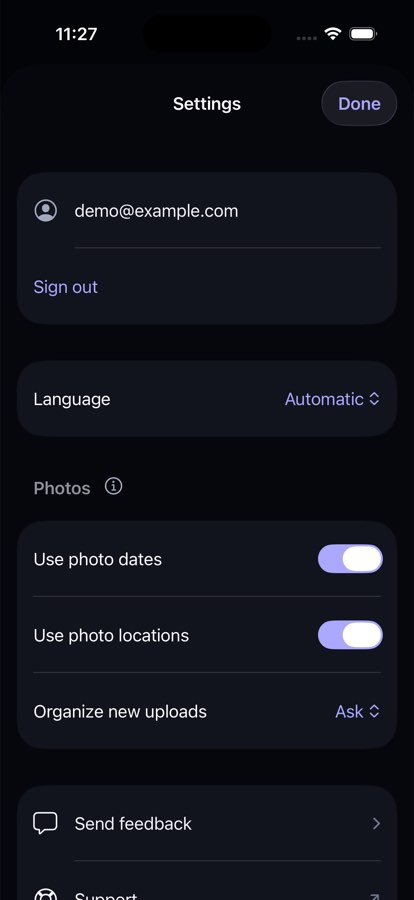 11:27
Settings
Done
demo@example.com
Sign out
Language
Automatic
Photos
Use photo dates
Use photo locations
Organize new uploads
Ask
Send feedback
Support